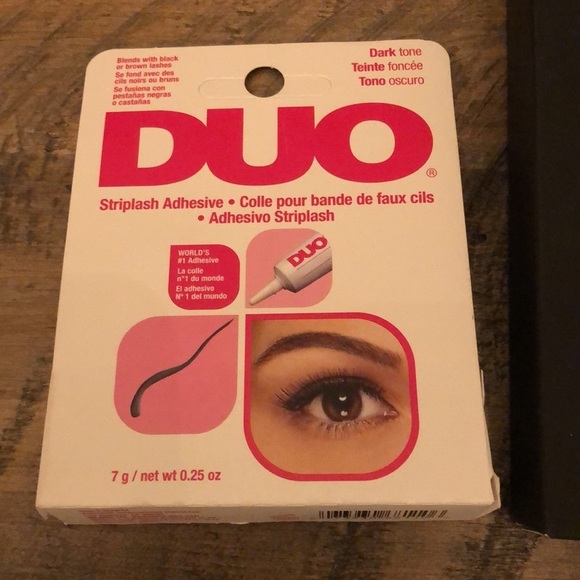 Blends with black
or brown lashes
Se fond avec des
cils noirs ou bruns
Se fusiona con
pestañas negras
o castañas
Dark tone
Teinte foncée
Tono oscuro
DUO®
Striplash Adhesive • Colle pour bande de faux cils
• Adhesivo Striplash
WORLD'S
#1 Adhesive
La colle
n°1 du monde
El adhesivo
N° 1 del mundo
DUO
7 g / net wt 0.25 oz